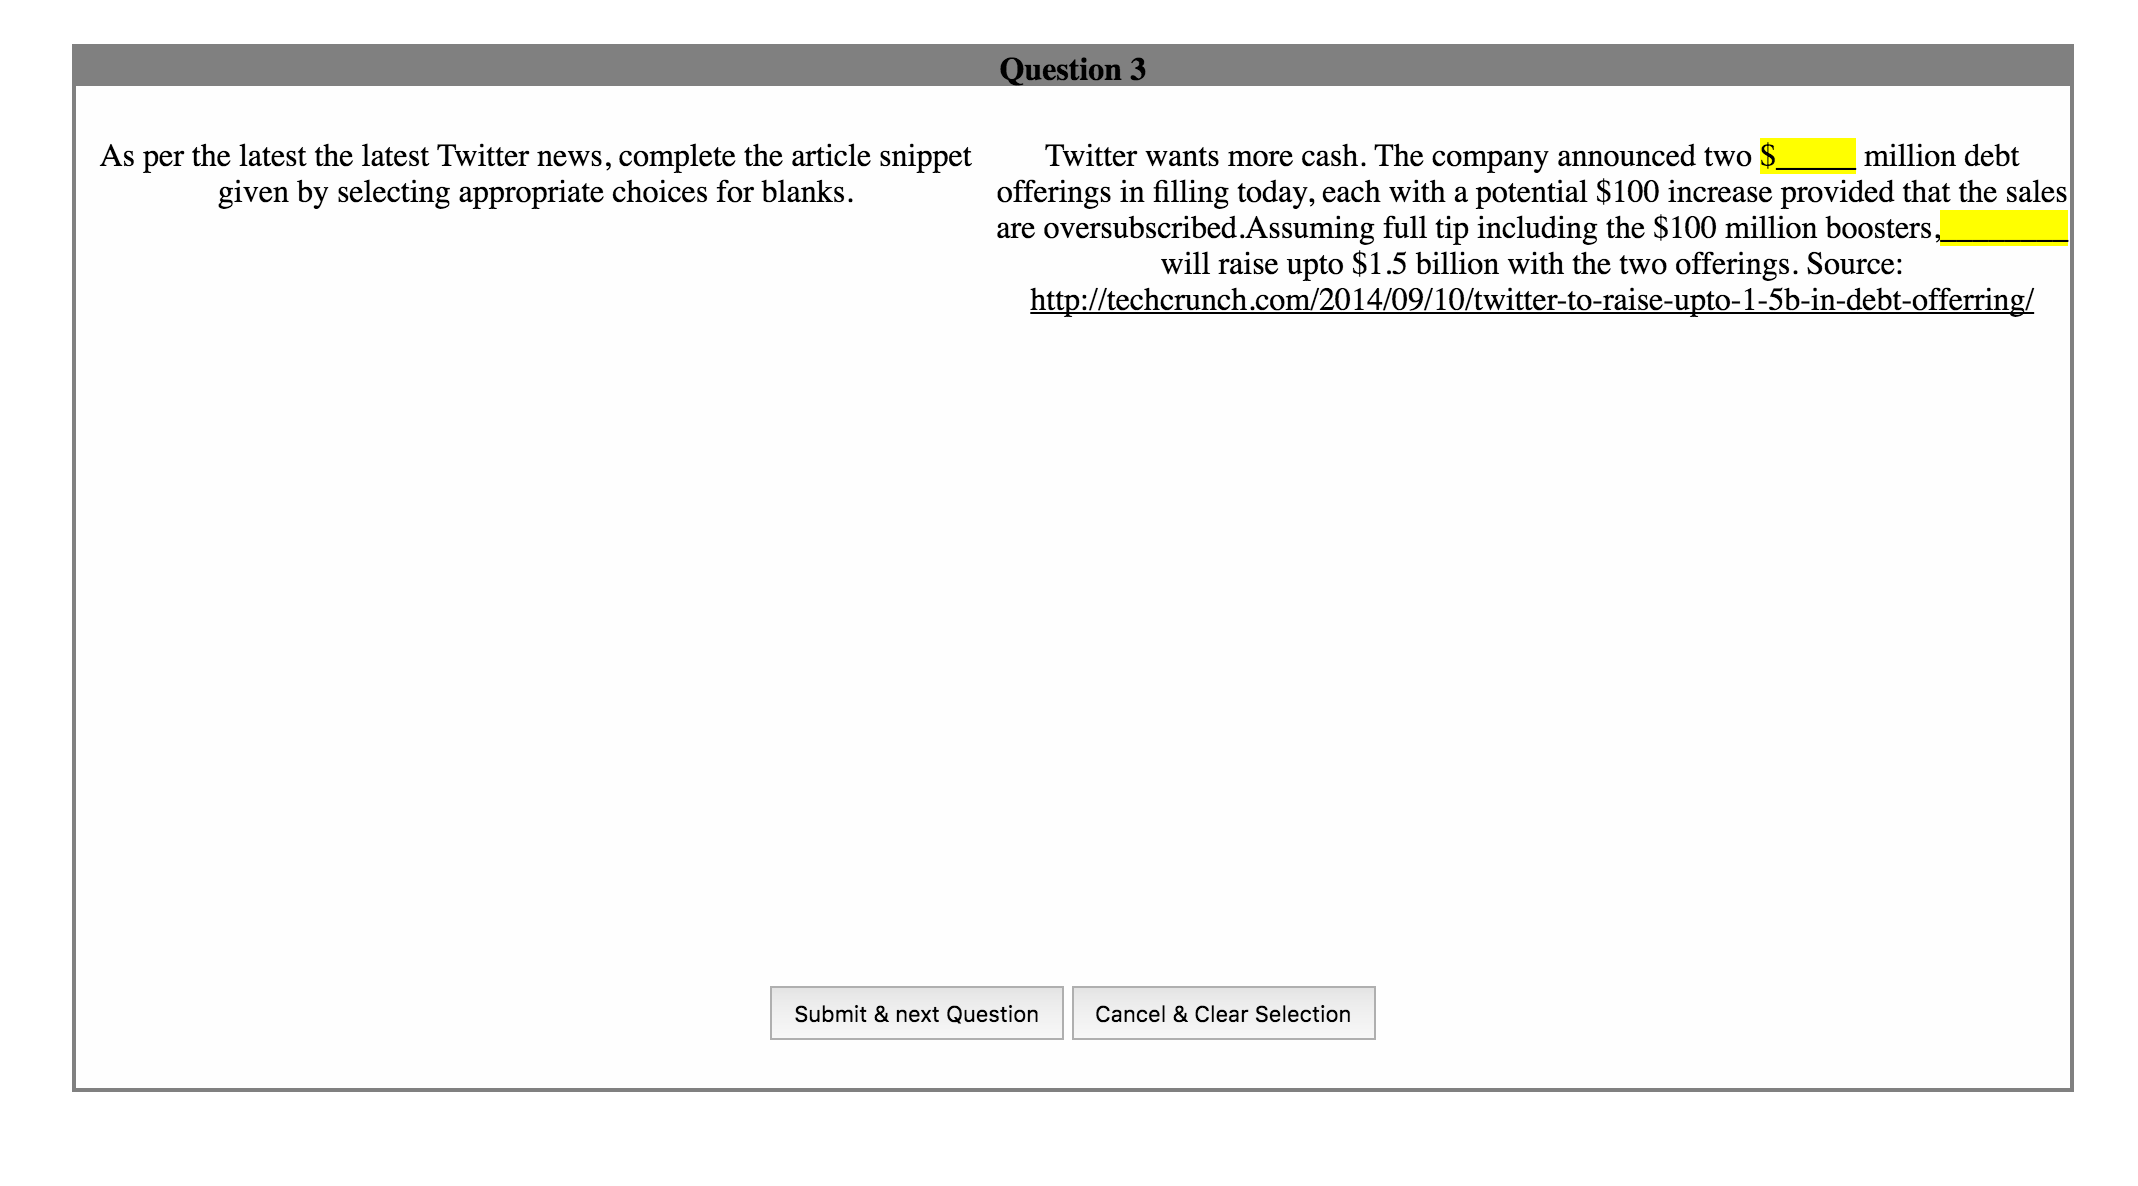 Question 3
As per the latest the latest Twitter news, complete the article snippet
given by selecting appropriate choices for blanks.
Twitter wants more cash. The company announced two $_____ million debt
offerings in filling today, each with a potential $100 increase provided that the sales
are oversubscribed.Assuming full tip including the $100 million boosters,________
will raise upto $1.5 billion with the two offerings. Source:
http://techcrunch.com/2014/09/10/twitter-to-raise-upto-1-5b-in-debt-offerring/
Submit & next Question
Cancel & Clear Selection